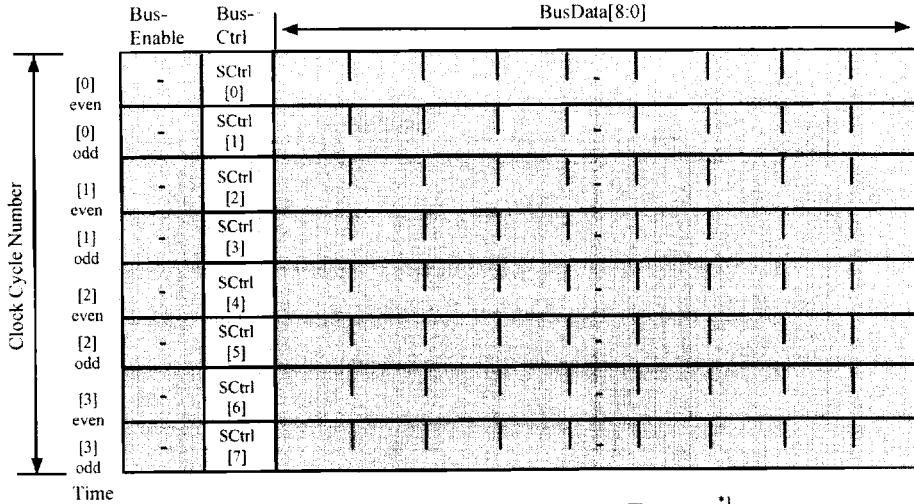 Bus-Enable Bus-Ctrl BusData[8:0]
Clock Cycle Number
[0] even - SCtrl [0] -
[0] odd - SCtrl [1] -
[1] even - SCtrl [2] -
[1] odd - SCtrl [3] -
[2] even - SCtrl [4] -
[2] odd - SCtrl [5] -
[3] even - SCtrl [6] -
[3] odd - SCtrl [7] -
Time
*1